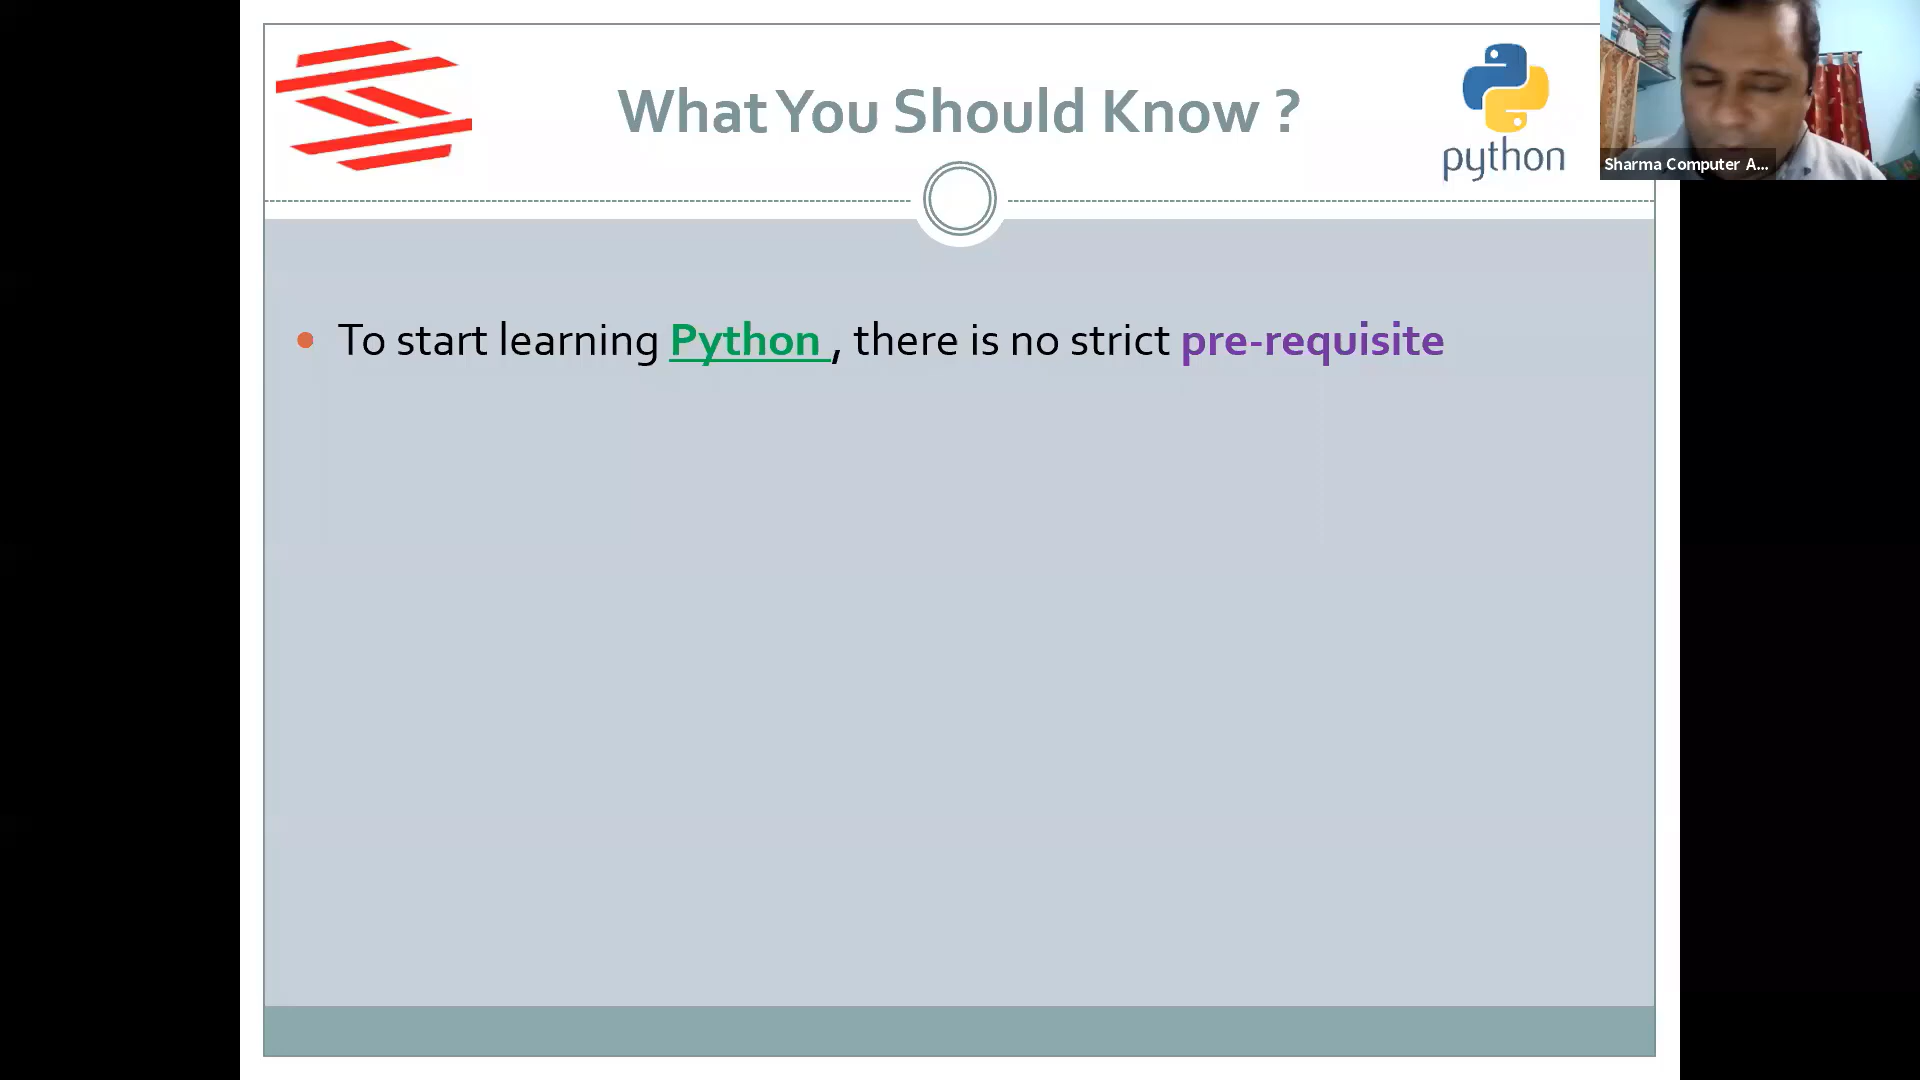 What You Should Know ?
python
Sharma Computer A...
To start learning Python , there is no strict pre-requisite